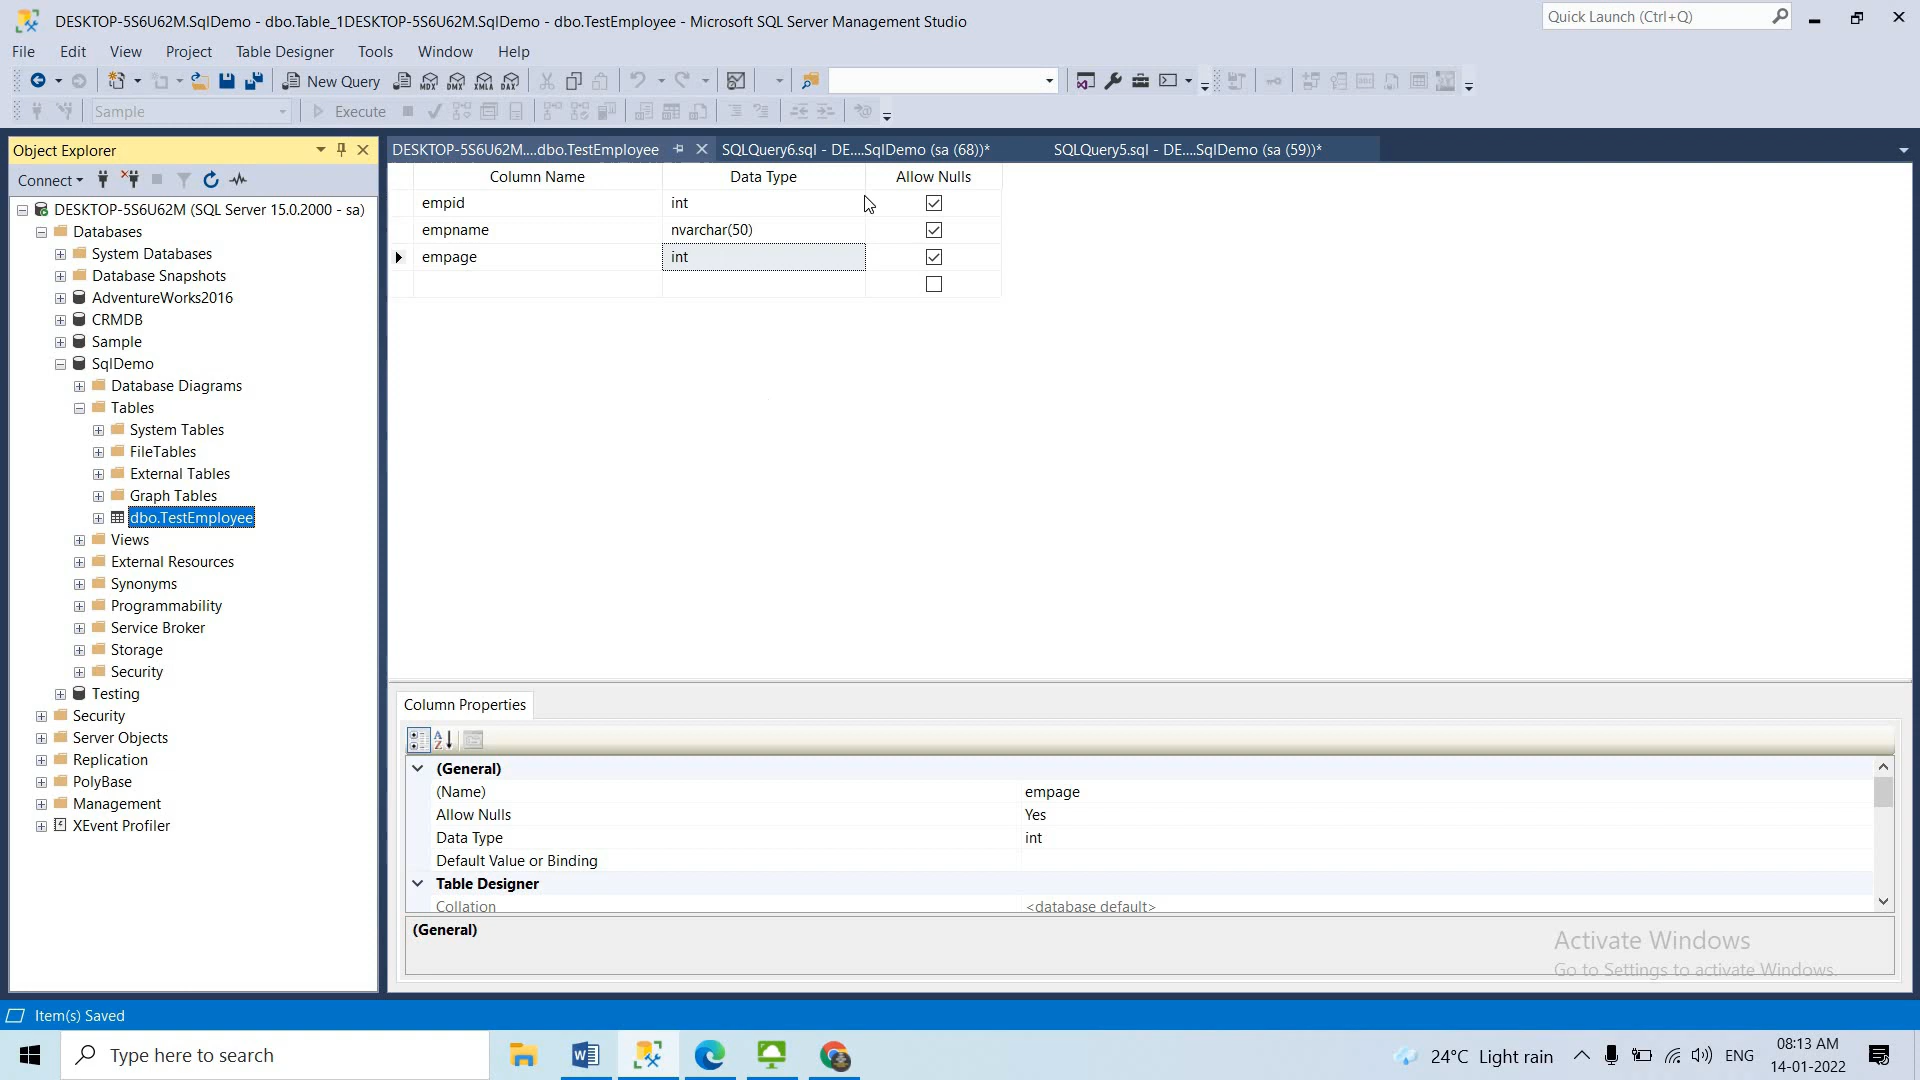 DESKTOP-5S6U62M.SqlDemo - dbo.Table_1DESKTOP-5S6U62M.SqlDemo - dbo.TestEmployee - Microsoft SQL Server Management Studio
Quick Launch (Ctrl+Q)
File Edit View Project Table Designer Tools Window Help
New Query MDX DMX XMLA DAX
Sample Execute
Object Explorer
Connect
DESKTOP-5S6U62M (SQL Server 15.0.2000 - sa)
Databases
System Databases
Database Snapshots
AdventureWorks2016
CRMDB
Sample
SqlDemo
Database Diagrams
Tables
System Tables
FileTables
External Tables
Graph Tables
dbo.TestEmployee
Views
External Resources
Synonyms
Programmability
Service Broker
Storage
Security
Testing
Security
Server Objects
Replication
PolyBase
Management
XEvent Profiler
DESKTOP-5S6U62M....dbo.TestEmployee SQLQuery6.sql - DE....SqlDemo (sa (68))* SQLQuery5.sql - DE....SqlDemo (sa (59))*
Column Name Data Type Allow Nulls
empid int
empname nvarchar(50)
empage int
Column Properties
(General)
(Name) empage
Allow Nulls Yes
Data Type int
Default Value or Binding
Table Designer
Collation <database default>
(General)
Activate Windows
Go to Settings to activate Windows.
Item(s) Saved
Type here to search
24°C Light rain ENG 08:13 AM
14-01-2022